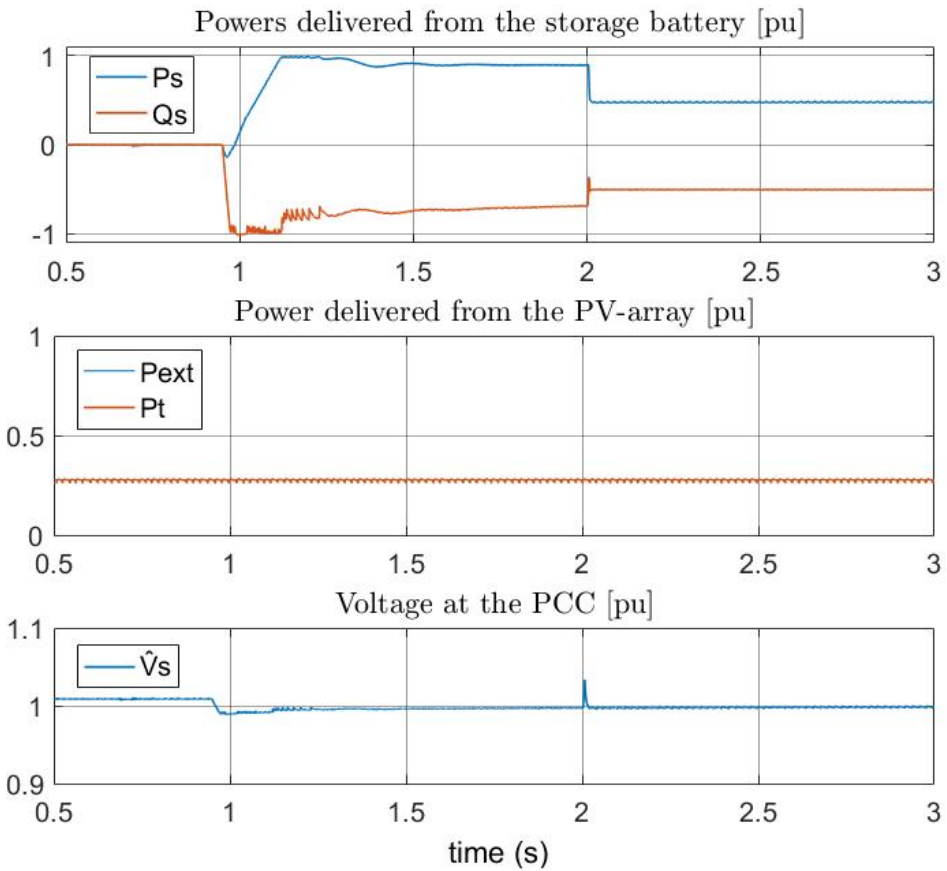 Powers delivered from the storage battery [pu]
1
Ps
Qs
0
-1
0.5 1 1.5 2 2.5 3
Power delivered from the PV-array [pu]
1
Pext
Pt
0.5
0
0.5 1 1.5 2 2.5 3
Voltage at the PCC [pu]
1.1
V̂s
1
0.9
0.5 1 1.5 2 2.5 3
time (s)